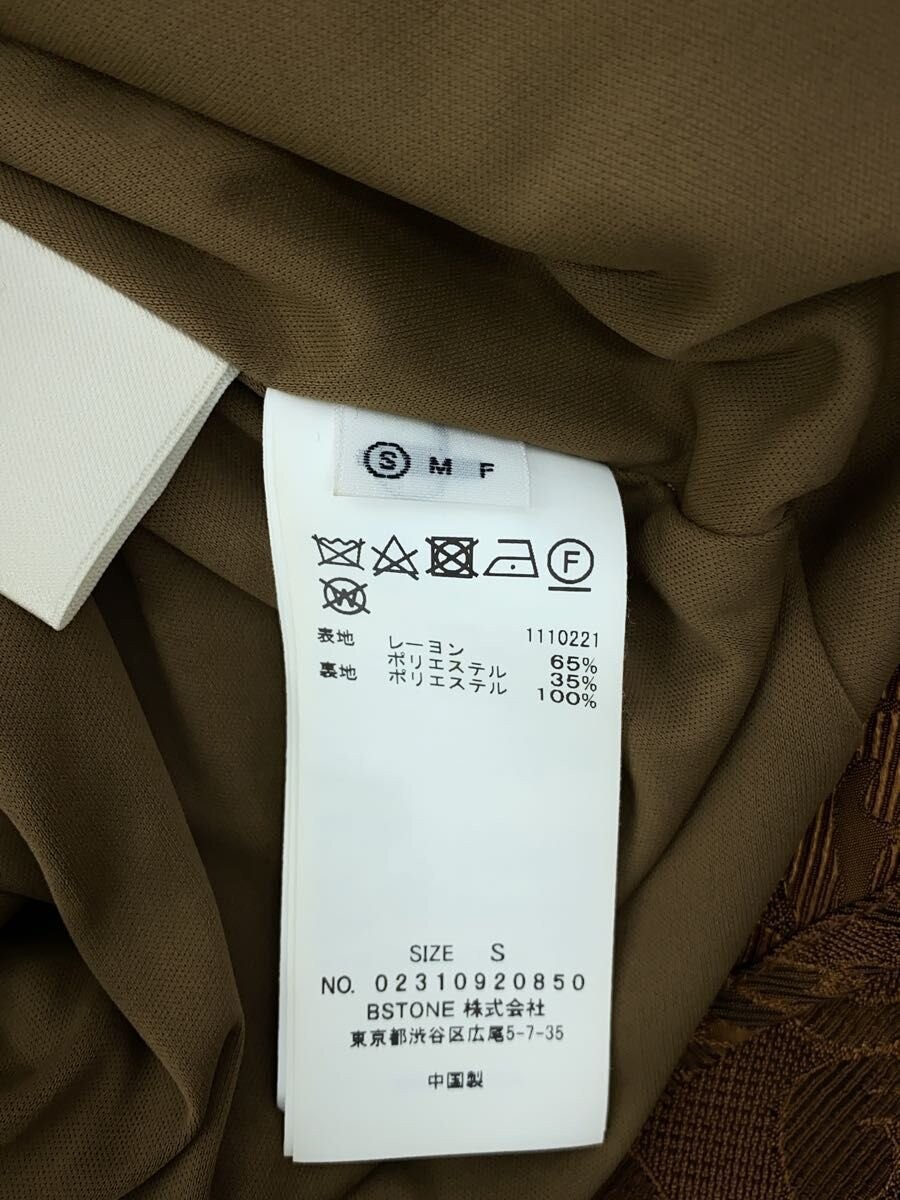 S M F
F
W
1110221
表地 レーヨン 65%
ポリエステル 35%
裏地 ポリエステル 100%
SIZE S
NO. 02310920850
BSTONE 株式会社
東京都渋谷区広尾5-7-35
中国製